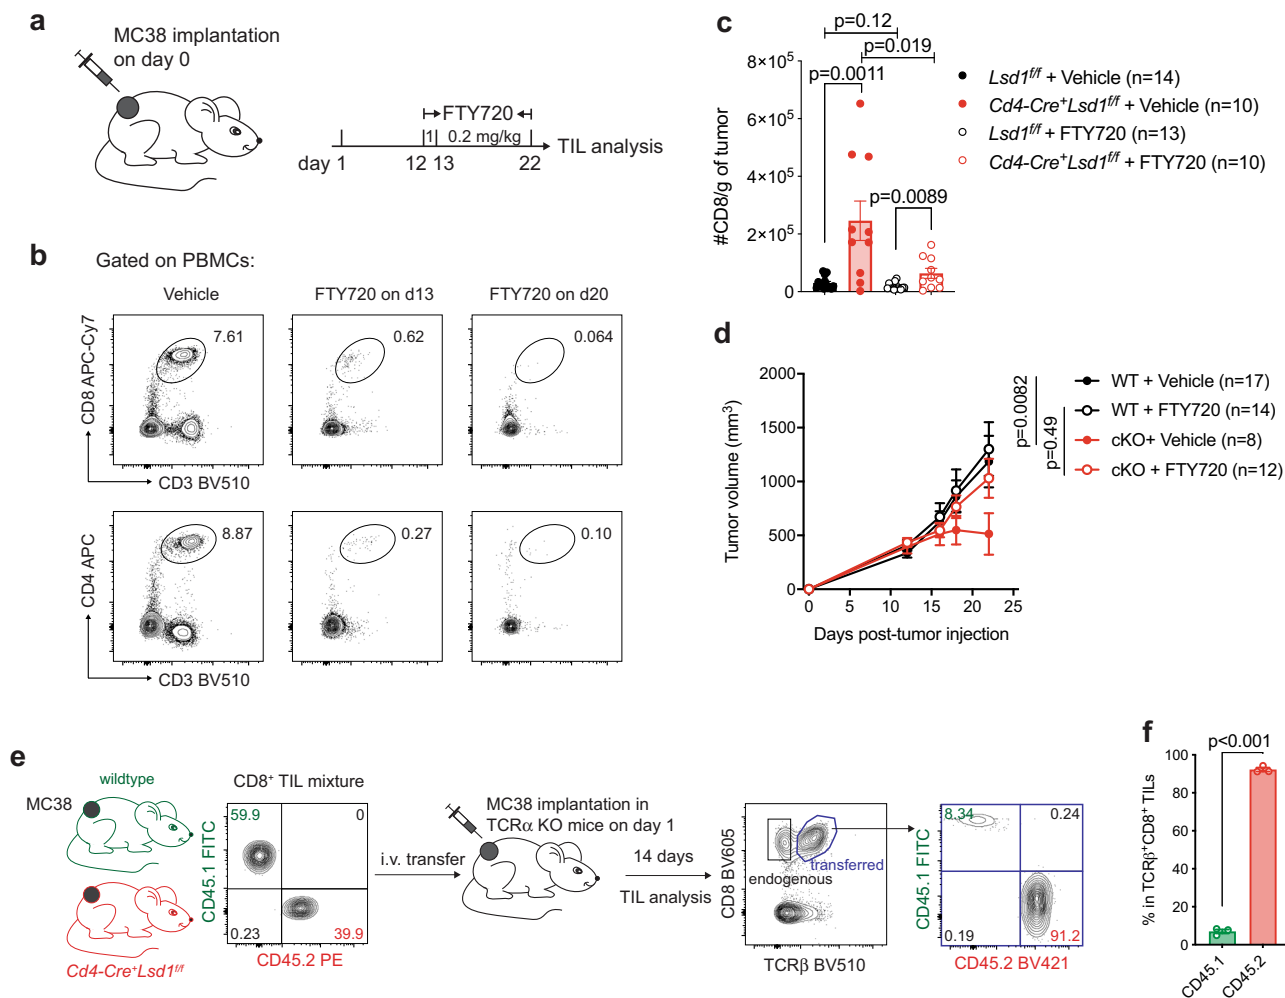 a
MC38 implantation
on day 0
FTY720
1 0.2 mg/kg
TIL analysis
day 1 12 13 22
b
Gated on PBMCs:
Vehicle FTY720 on d13 FTY720 on d20
CD8 APC-Cy7
7.61 0.62 0.064
CD3 BV510
CD4 APC
8.87 0.27 0.10
CD3 BV510
c
p=0.12
p=0.019
p=0.0011
p=0.0089
#CD8/g of tumor
8×10⁵
6×10⁵
4×10⁵
2×10⁵
0
Lsd1f/f + Vehicle (n=14)
Cd4-Cre⁺Lsd1f/f + Vehicle (n=10)
Lsd1f/f + FTY720 (n=13)
Cd4-Cre⁺Lsd1f/f + FTY720 (n=10)
d
Tumor volume (mm³)
2000
1500
1000
500
0
0 5 10 15 20 25
Days post-tumor injection
p=0.0082
p=0.49
WT + Vehicle (n=17)
WT + FTY720 (n=14)
cKO+ Vehicle (n=8)
cKO + FTY720 (n=12)
e
wildtype
MC38
Cd4-Cre⁺Lsd1f/f
CD8⁺ TIL mixture
CD45.1 FITC
59.9 0
0.23 39.9
CD45.2 PE
i.v. transfer
MC38 implantation in
TCRα KO mice on day 1
14 days
TIL analysis
CD8 BV605
transferred
endogenous
TCRβ BV510
CD45.1 FITC
8.34 0.24
0.19 91.2
CD45.2 BV421
f
p<0.001
% in TCRβ⁺CD8⁺ TILs
100
80
60
40
20
0
CD45.1
CD45.2